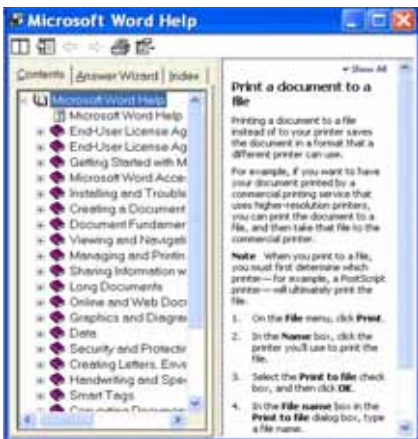 Microsoft Word Help
Contents
Answer Wizard
Index
Microsoft Word Help
Microsoft Word Help
End-User License Ag
End-User License Ag
Getting Started with M
Microsoft Word Acce
Installing and Trouble
Creating a Document
Document Fundamer
Viewing and Navigati
Managing and Printin
Sharing Information w
Long Documents
Online and Web Docu
Graphics and Diagrar
Data
Security and Protectir
Creating Letters, Enve
Handwriting and Spee
Smart Tags
Show All
Print a document to a
file
Printing a document to a file
instead of to your printer saves
the document in a format that a
different printer can use.
For example, if you want to have
your document printed by a
commercial printing service that
uses higher-resolution printers,
you can print the document to a
file, and then take that file to the
commercial printer.
Note When you print to a file,
you must first determine which
printer— for example, a PostScript
printer— will ultimately print the
file.
1. On the File menu, click Print.
2. In the Name box, click the
printer you'll use to print the
file.
3. Select the Print to file check
box, and then click OK.
4. In the File name box in the
Print to file dialog box, type
a file name.